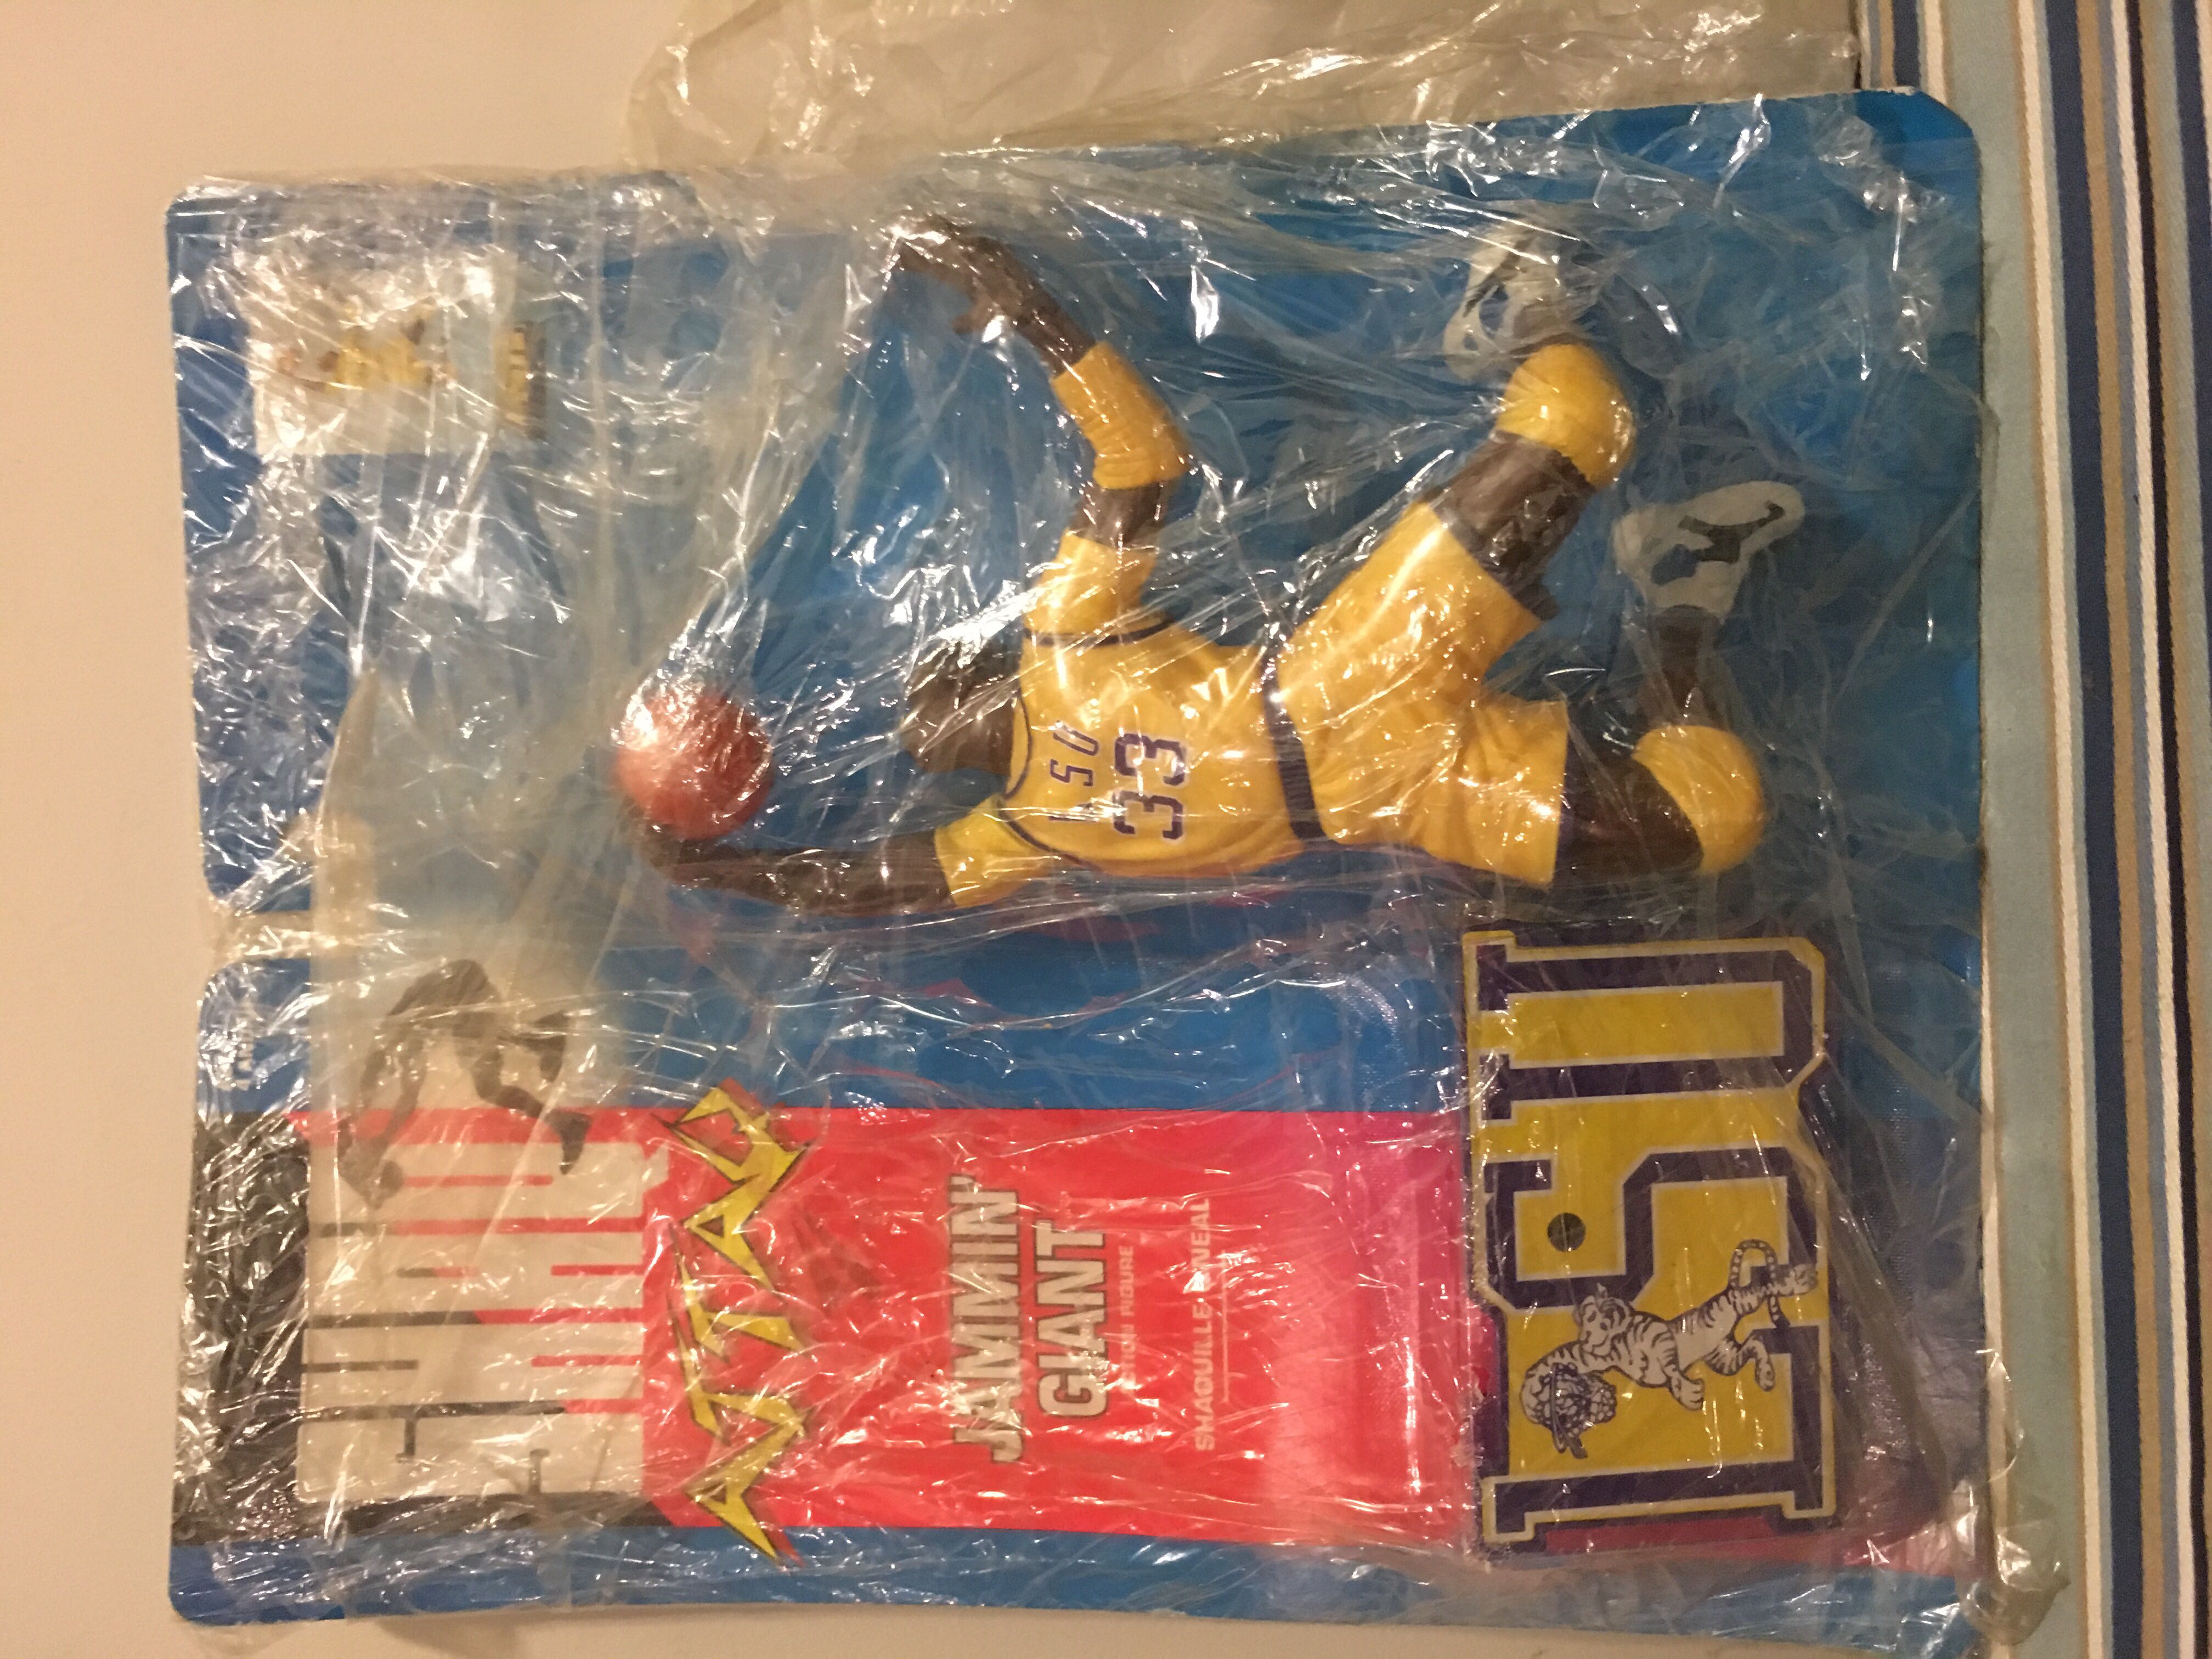 SHAQ
ATTAQ
JAMMIN'
GIANT
ACTION FIGURE
SHAQUILLE O'NEAL
LSU
33
LSU